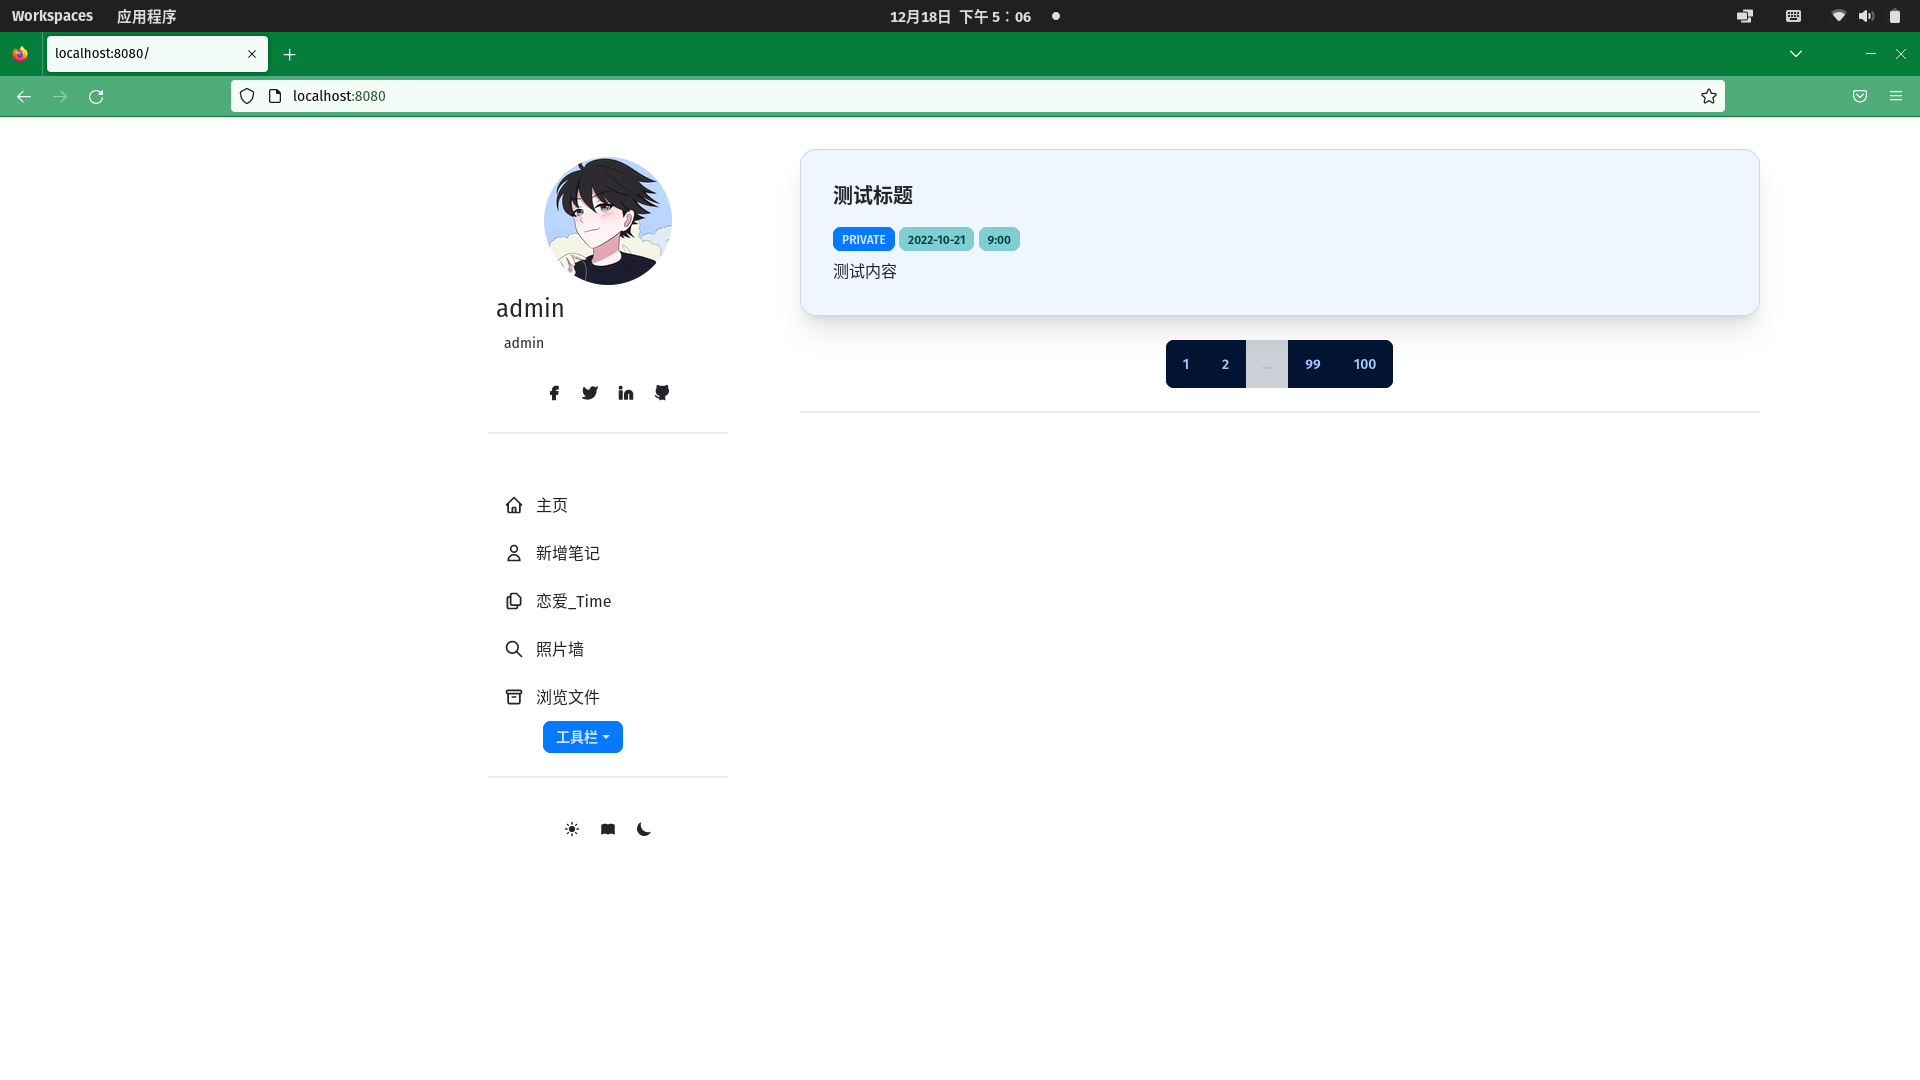 Workspaces 应用程序 12月18日 下午 5：06
localhost:8080/
localhost:8080
admin
admin
主页
新增笔记
恋爱_Time
照片墙
浏览文件
工具栏
测试标题
PRIVATE 2022-10-21 9:00
测试内容
1 2 ... 99 100